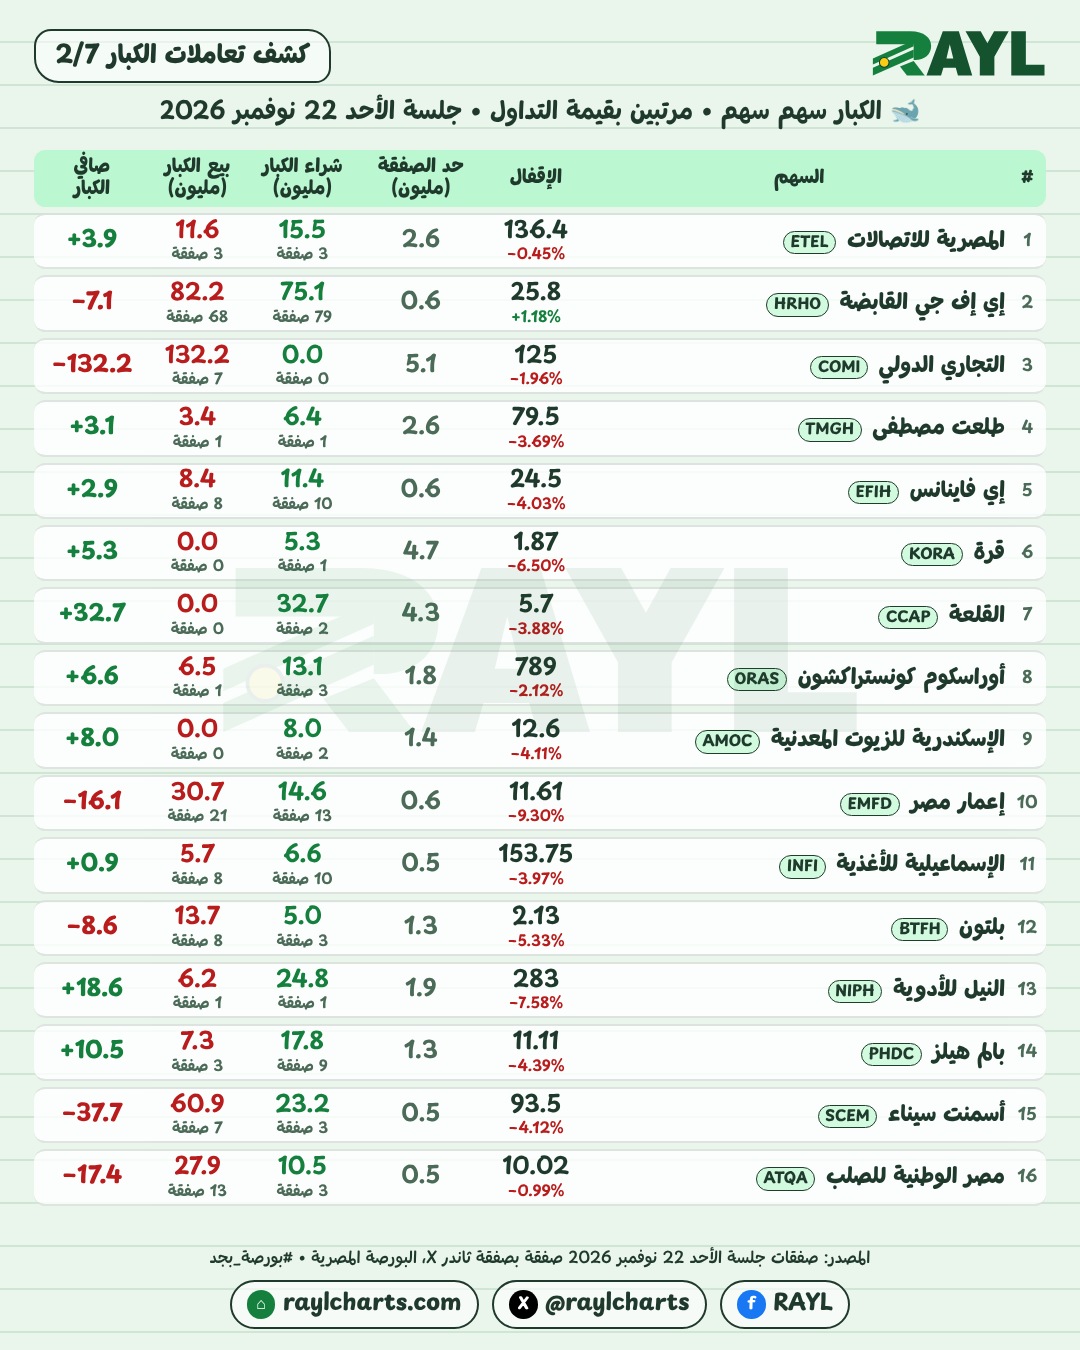 RAYL
كشف تعاملات الكبار 2/7
🐋 الكبار سهم سهم • مرتبين بقيمة التداول • جلسة الأحد 22 نوفمبر 2026
# السهم الإقفال حد الصفقة (مليون) شراء الكبار (مليون) بيع الكبار (مليون) صافي الكبار
1 المصرية للاتصالات ETEL 136.4 2.6 15.5 11.6 +3.9
−0.45% 3 صفقة 3 صفقة
2 إي إف جي القابضة HRHO 25.8 0.6 75.1 82.2 −7.1
+1.18% 79 صفقة 68 صفقة
3 التجاري الدولي COMI 125 5.1 0.0 132.2 −132.2
−1.96% 0 صفقة 7 صفقة
4 طلعت مصطفى TMGH 79.5 2.6 6.4 3.4 +3.1
−3.69% 1 صفقة 1 صفقة
5 إي فاينانس EFIH 24.5 0.6 11.4 8.4 +2.9
−4.03% 10 صفقة 8 صفقة
6 قرة KORA 1.87 4.7 5.3 0.0 +5.3
−6.50% 1 صفقة 0 صفقة
7 القلعة CCAP 5.7 4.3 32.7 0.0 +32.7
−3.88% 2 صفقة 0 صفقة
8 أوراسكوم كونستراكشون ORAS 789 1.8 13.1 6.5 +6.6
−2.12% 3 صفقة 1 صفقة
9 الإسكندرية للزيوت المعدنية AMOC 12.6 1.4 8.0 0.0 +8.0
−4.11% 2 صفقة 0 صفقة
10 إعمار مصر EMFD 11.61 0.6 14.6 30.7 −16.1
−9.30% 13 صفقة 21 صفقة
11 الإسماعيلية للأغذية INFI 153.75 0.5 6.6 5.7 +0.9
−3.97% 10 صفقة 8 صفقة
12 بلتون BTFH 2.13 1.3 5.0 13.7 −8.6
−5.33% 3 صفقة 8 صفقة
13 النيل للأدوية NIPH 283 1.9 24.8 6.2 +18.6
−7.58% 1 صفقة 1 صفقة
14 بالم هيلز PHDC 11.11 1.3 17.8 7.3 +10.5
−4.39% 9 صفقة 3 صفقة
15 أسمنت سيناء SCEM 93.5 0.5 23.2 60.9 −37.7
−4.12% 3 صفقة 7 صفقة
16 مصر الوطنية للصلب ATQA 10.02 0.5 10.5 27.9 −17.4
−0.99% 3 صفقة 13 صفقة
RAYL
المصدر: صفقات جلسة الأحد 22 نوفمبر 2026 صفقة بصفقة ثاندر X، البورصة المصرية • #بورصة_بجد
raylcharts.com X @raylcharts f RAYL